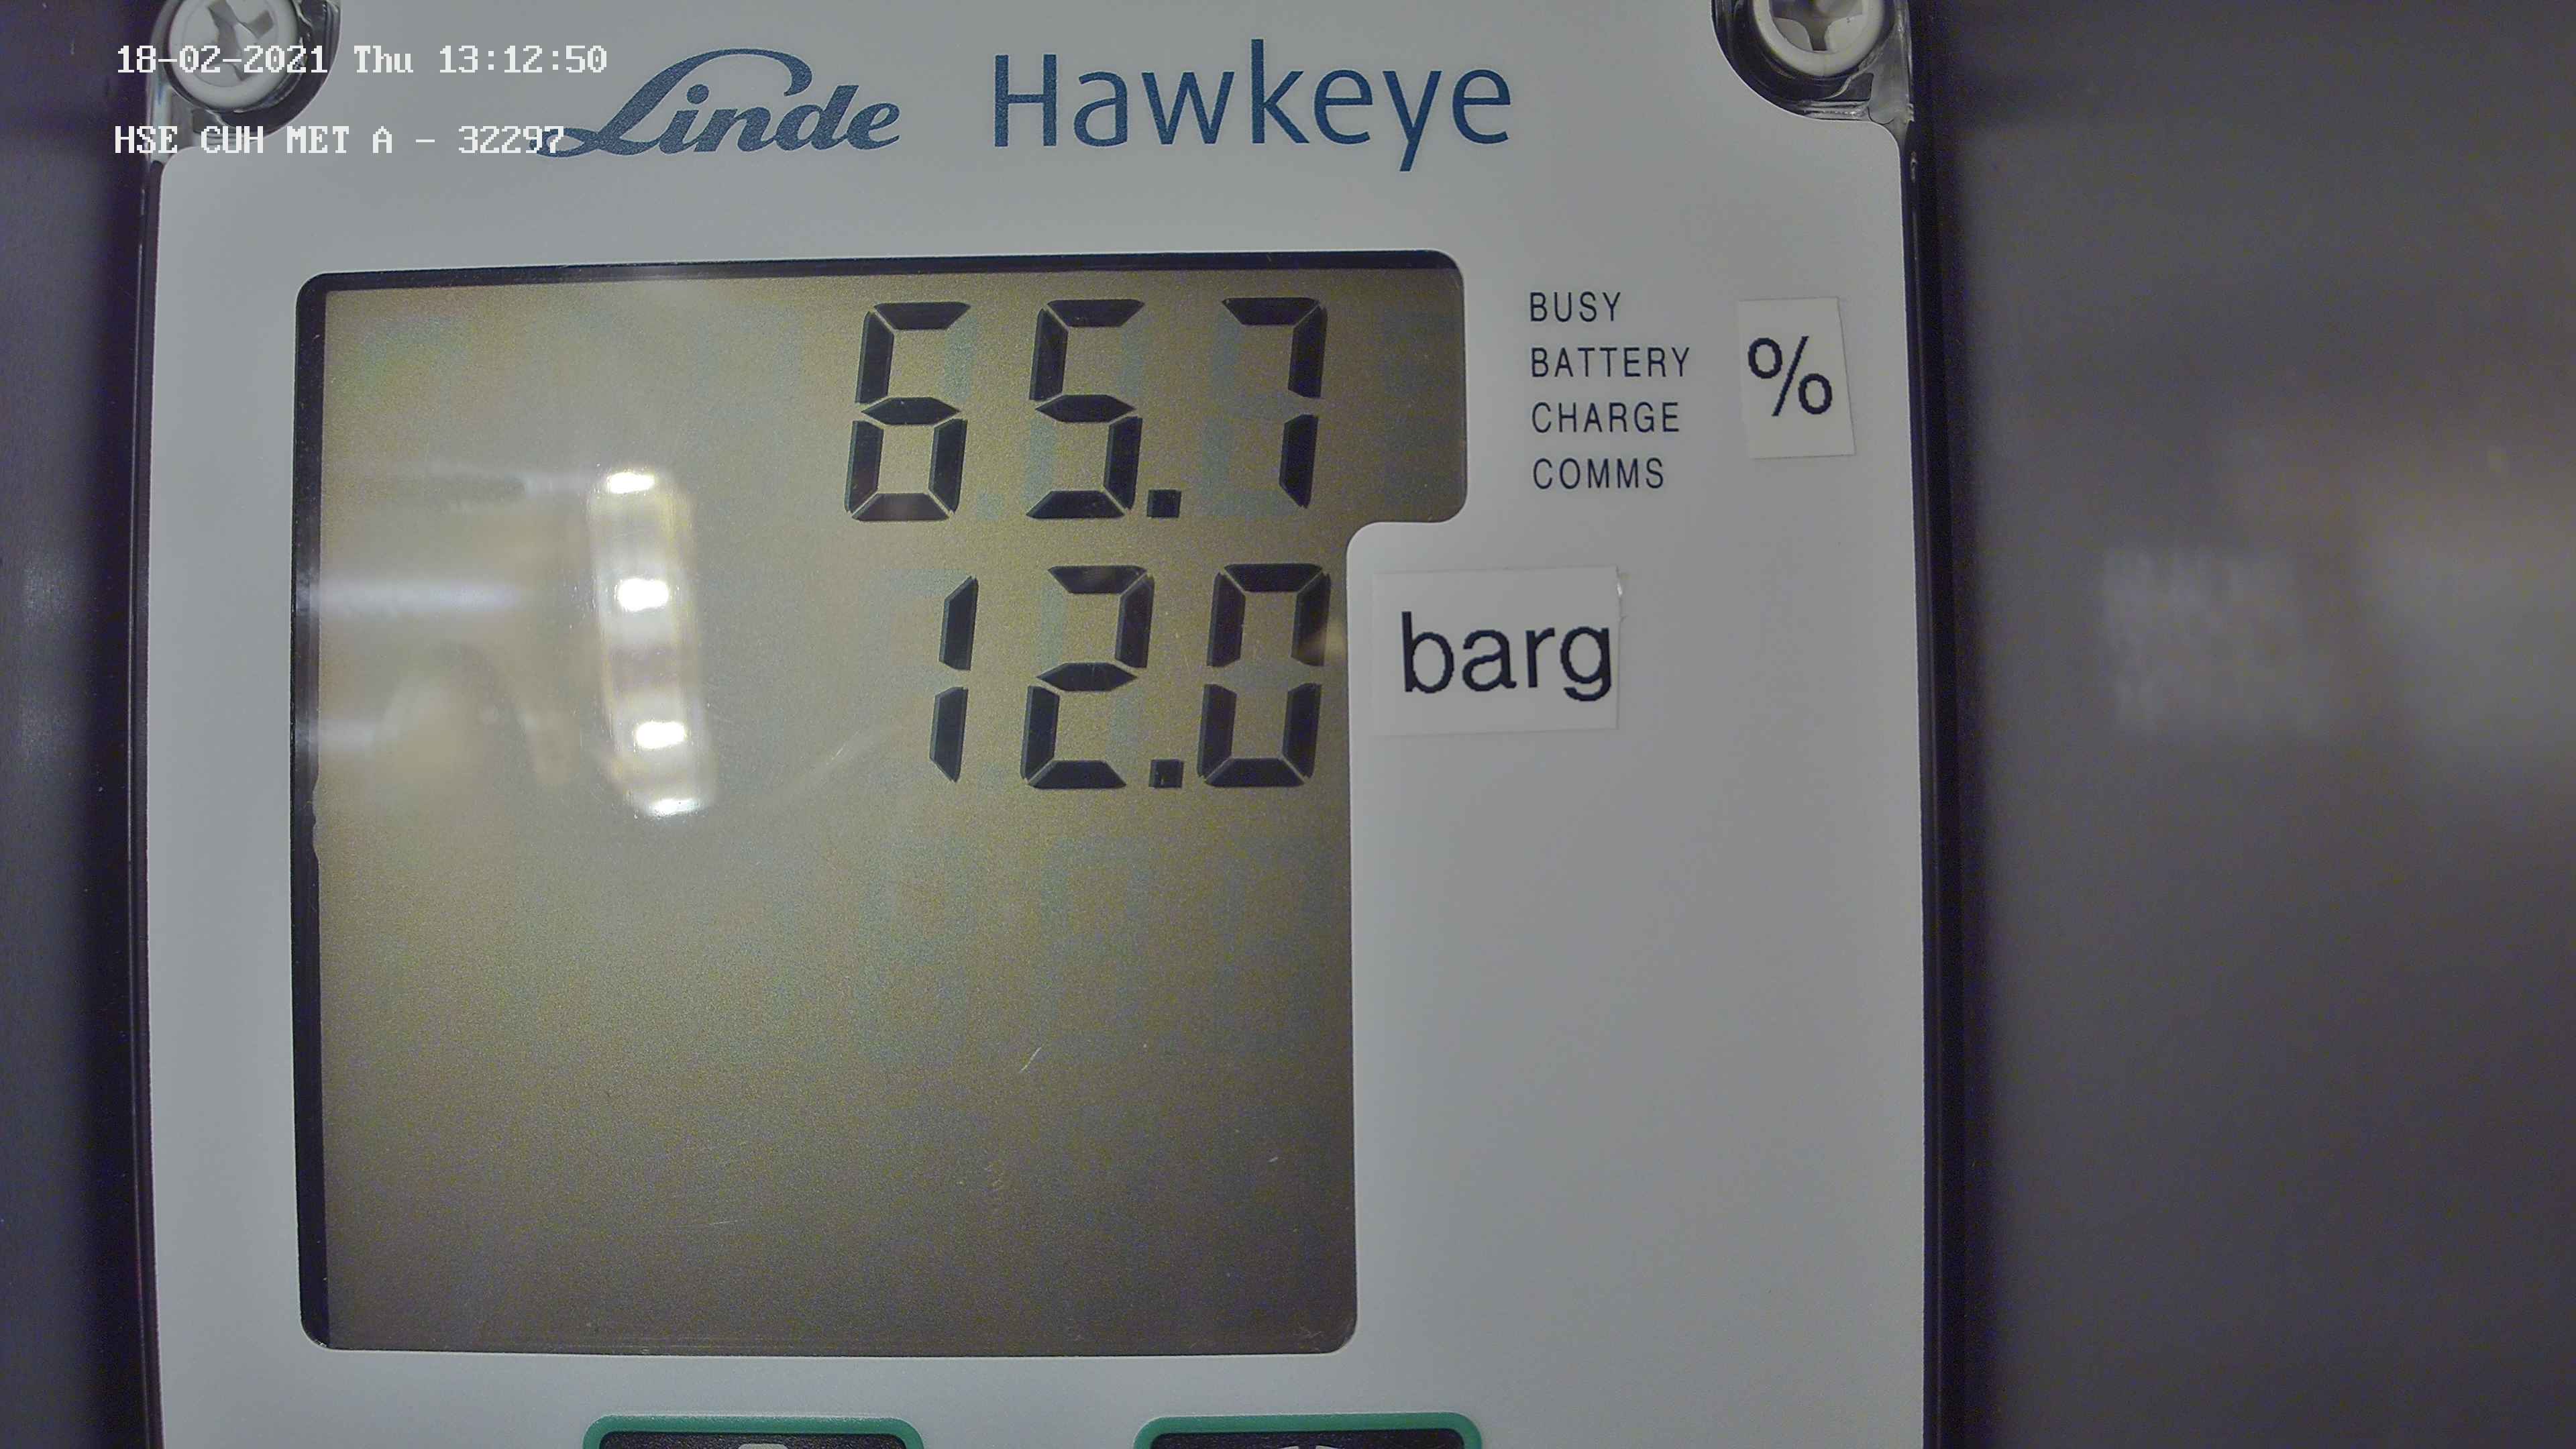 18-02-2021 Thu 13:12:50
HSE CUH MET A - 32297
Linde Hawkeye
65.7
BUSY
BATTERY
CHARGE
COMMS
%
12.0
barg